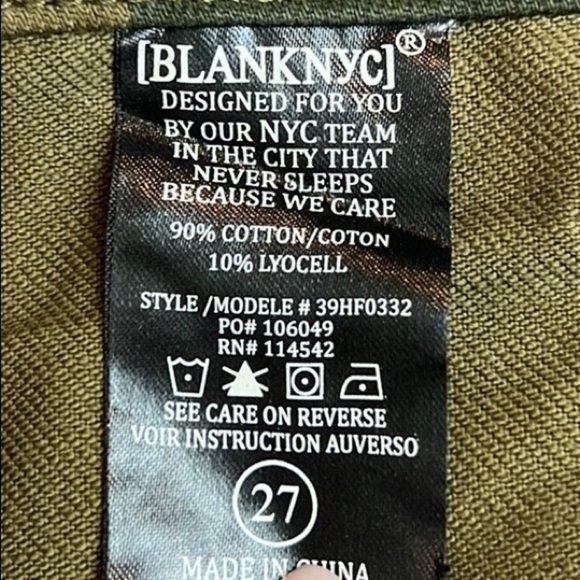 [BLANKNYC]®
DESIGNED FOR YOU
BY OUR NYC TEAM
IN THE CITY THAT
NEVER SLEEPS
BECAUSE WE CARE
90% COTTON/COTON
10% LYOCELL
STYLE /MODELE # 39HF0332
PO# 106049
RN# 114542
SEE CARE ON REVERSE
VOIR INSTRUCTION AUVERSO
27
MADE IN CHINA